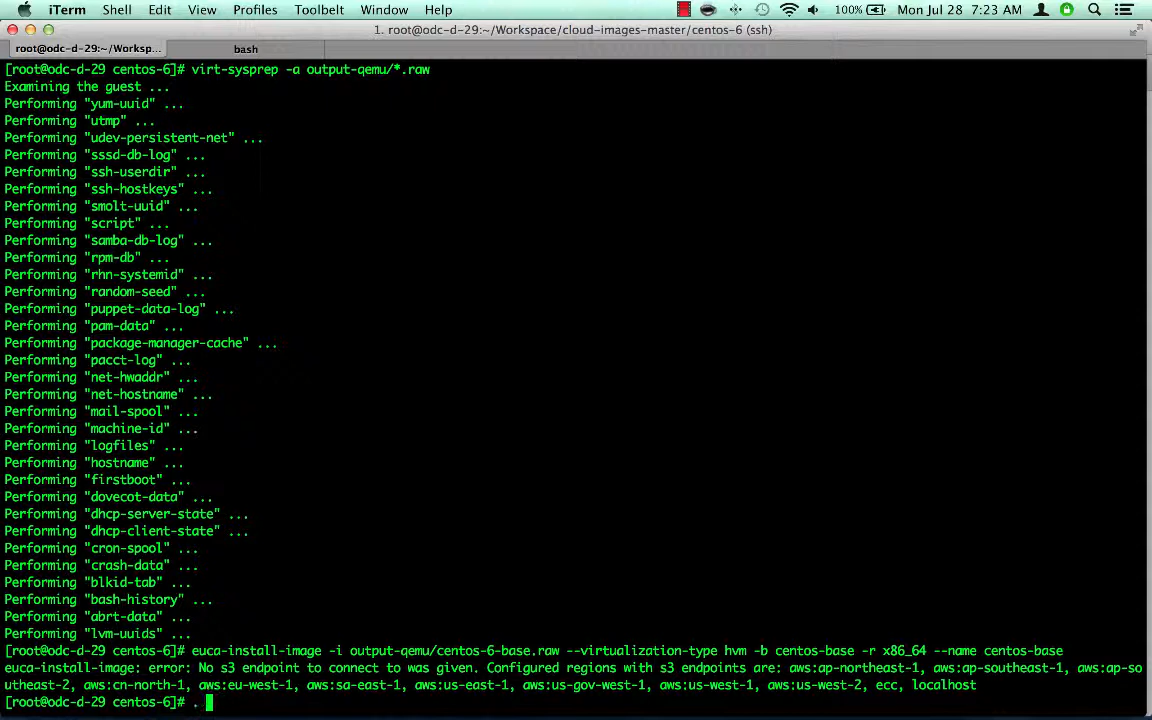 iTerm Shell Edit View Profiles Toolbelt Window Help 100% Mon Jul 28 7:23 AM
1. root@odc-d-29:~/Workspace/cloud-images-master/centos-6 (ssh)
root@odc-d-29:~/Worksp... bash
[root@odc-d-29 centos-6]# virt-sysprep -a output-qemu/*.raw
Examining the guest ...
Performing "yum-uuid" ...
Performing "utmp" ...
Performing "udev-persistent-net" ...
Performing "sssd-db-log" ...
Performing "ssh-userdir" ...
Performing "ssh-hostkeys" ...
Performing "smolt-uuid" ...
Performing "script" ...
Performing "samba-db-log" ...
Performing "rpm-db" ...
Performing "rhn-systemid" ...
Performing "random-seed" ...
Performing "puppet-data-log" ...
Performing "pam-data" ...
Performing "package-manager-cache" ...
Performing "pacct-log" ...
Performing "net-hwaddr" ...
Performing "net-hostname" ...
Performing "mail-spool" ...
Performing "machine-id" ...
Performing "logfiles" ...
Performing "hostname" ...
Performing "firstboot" ...
Performing "dovecot-data" ...
Performing "dhcp-server-state" ...
Performing "dhcp-client-state" ...
Performing "cron-spool" ...
Performing "crash-data" ...
Performing "blkid-tab" ...
Performing "bash-history" ...
Performing "abrt-data" ...
Performing "lvm-uuids" ...
[root@odc-d-29 centos-6]# euca-install-image -i output-qemu/centos-6-base.raw --virtualization-type hvm -b centos-base -r x86_64 --name centos-base
euca-install-image: error: No s3 endpoint to connect to was given. Configured regions with s3 endpoints are: aws:ap-northeast-1, aws:ap-southeast-1, aws:ap-so
utheast-2, aws:cn-north-1, aws:eu-west-1, aws:sa-east-1, aws:us-east-1, aws:us-gov-west-1, aws:us-west-1, aws:us-west-2, ecc, localhost
[root@odc-d-29 centos-6]# .